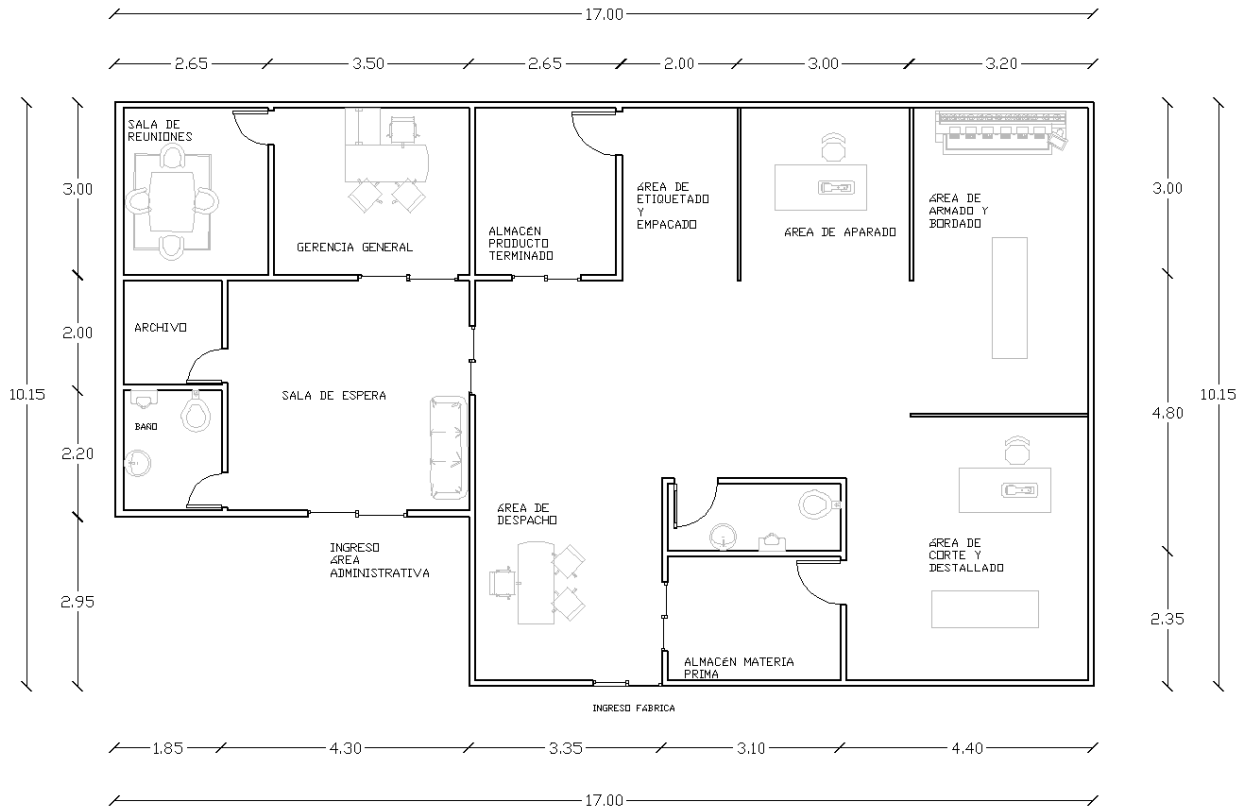 17.00
2.65
3.50
2.65
2.00
3.00
3.20
SALA DE
REUNIONES
3.00
3.00
ÁREA DE
ETIQUETADO
Y
EMPACADO
ÁREA DE
ARMADO Y
BORDADO
ALMACÉN
PRODUCTO
TERMINADO
ÁREA DE APARADO
GERENCIA GENERAL
ARCHIVO
2.00
10.15
10.15
SALA DE ESPERA
4.80
BAÑO
2.20
ÁREA DE
DESPACHO
INGRESO
ÁREA
ADMINISTRATIVA
ÁREA DE
CORTE Y
DESTALLADO
2.95
2.35
ALMACÉN MATERIA
PRIMA
INGRESO FÁBRICA
1.85
4.30
3.35
3.10
4.40
17.00